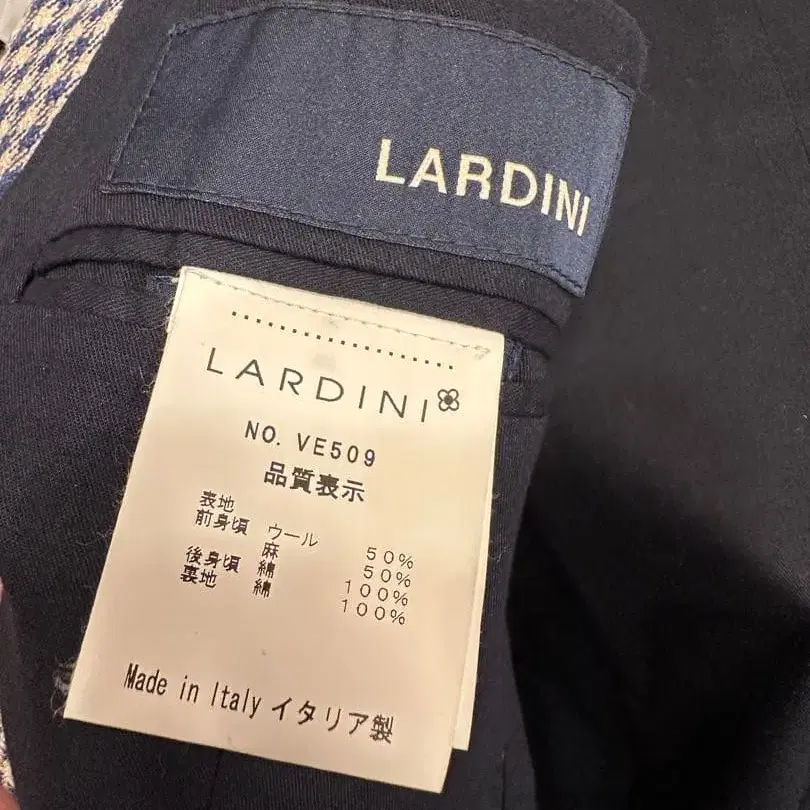 LARDINI
LARDINI
NO. VE509
品質表示
表地
前身頃 ウール 50%
麻 50%
後身頃 綿 100%
裏地 綿 100%
Made in Italy イタリア製